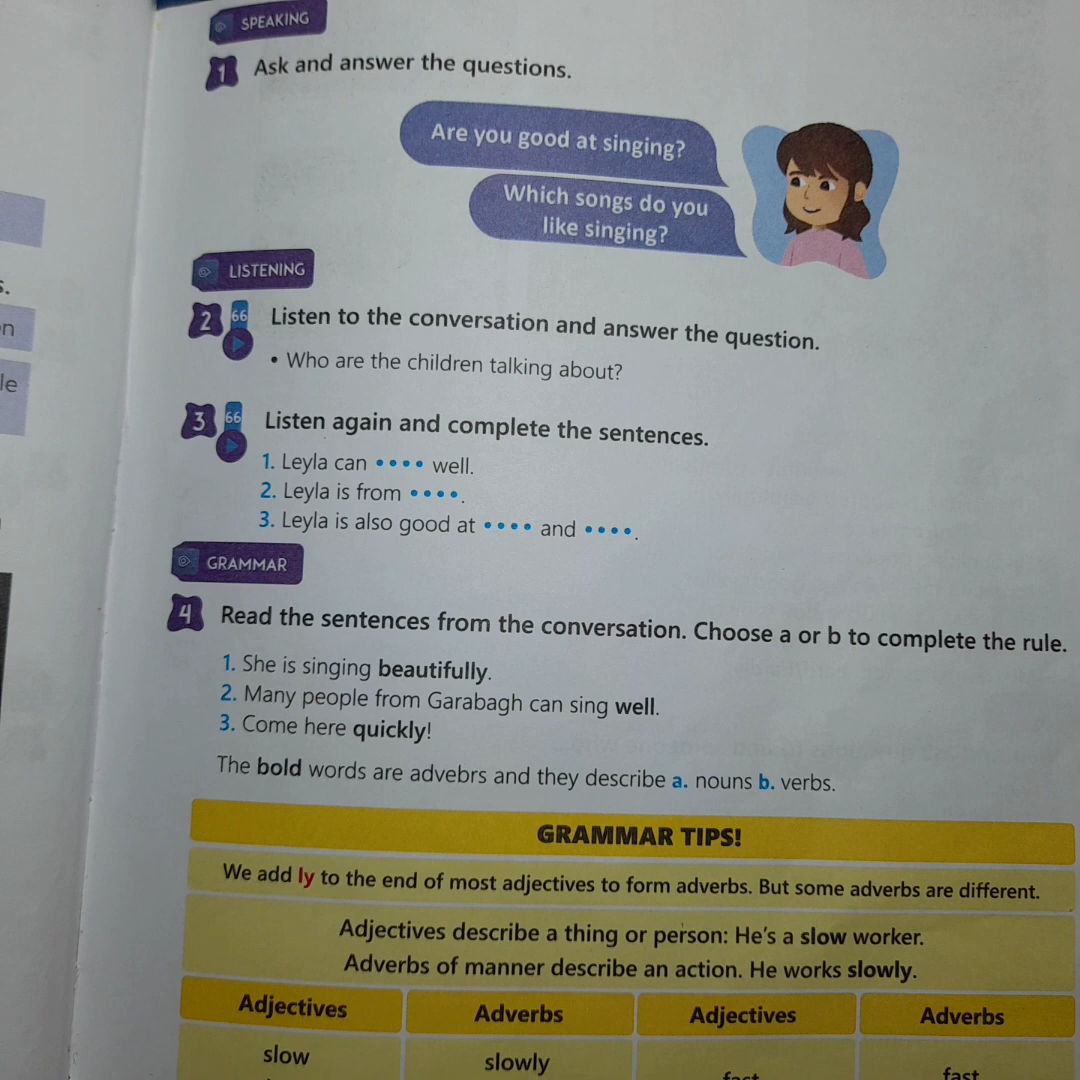 SPEAKING
1 Ask and answer the questions.
Are you good at singing?
Which songs do you
like singing?
LISTENING
2 66 Listen to the conversation and answer the question.
• Who are the children talking about?
3 66 Listen again and complete the sentences.
1. Leyla can •••• well.
2. Leyla is from ••••.
3. Leyla is also good at •••• and ••••.
GRAMMAR
4 Read the sentences from the conversation. Choose a or b to complete the rule.
1. She is singing beautifully.
2. Many people from Garabagh can sing well.
3. Come here quickly!
The bold words are advebrs and they describe a. nouns b. verbs.
GRAMMAR TIPS!
We add ly to the end of most adjectives to form adverbs. But some adverbs are different.
Adjectives describe a thing or person: He's a slow worker.
Adverbs of manner describe an action. He works slowly.
Adjectives Adverbs Adjectives Adverbs
slow slowly fast fast